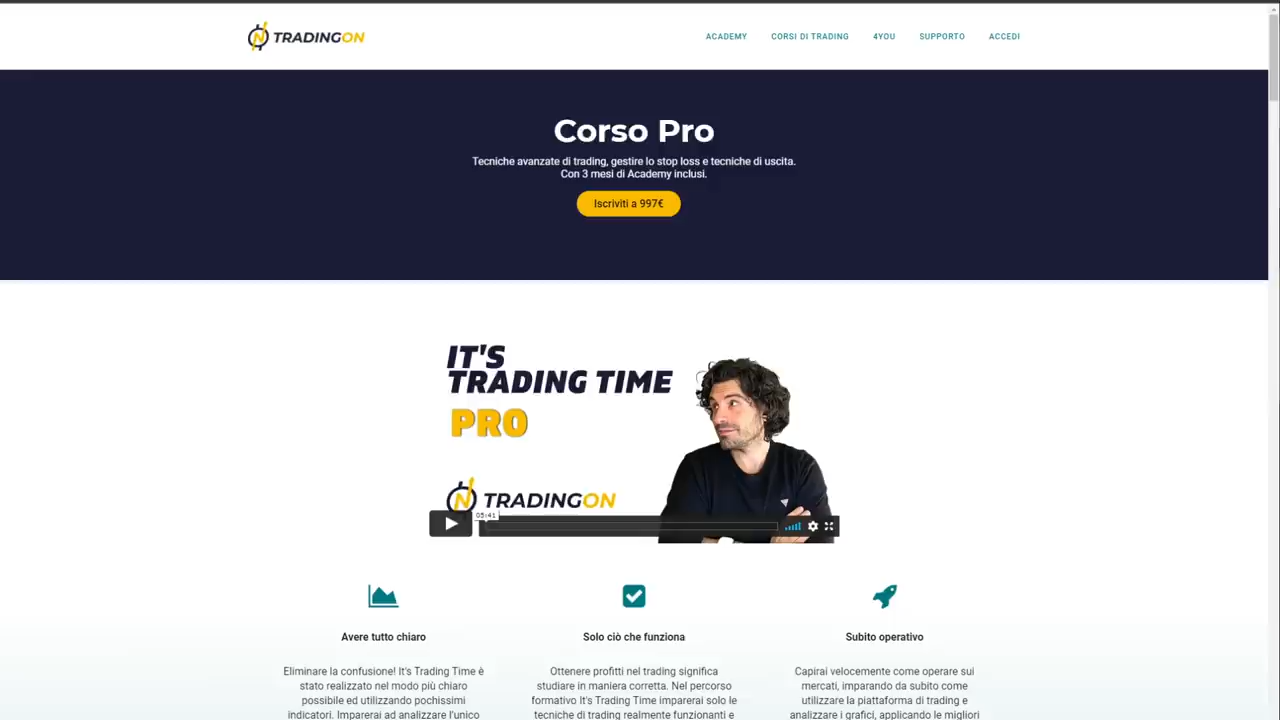 TRADINGON
ACADEMY CORSI DI TRADING 4YOU SUPPORTO ACCEDI
Corso Pro
Tecniche avanzate di trading, gestire lo stop loss e tecniche di uscita.
Con 3 mesi di Academy inclusi.
Iscriviti a 997€
IT'S
TRADING TIME
PRO
TRADINGON
05:41
Avere tutto chiaro
Eliminare la confusione! It's Trading Time è
stato realizzato nel modo più chiaro
possibile ed utilizzando pochissimi
indicatori. Imparerai ad analizzare l'unico
Solo ciò che funziona
Ottenere profitti nel trading significa
studiare in maniera corretta. Nel percorso
formativo It's Trading Time imparerai solo le
tecniche di trading realmente funzionanti e
Subito operativo
Capirai velocemente come operare sui
mercati, imparando da subito come
utilizzare la piattaforma di trading e
analizzare i grafici, applicando le migliori